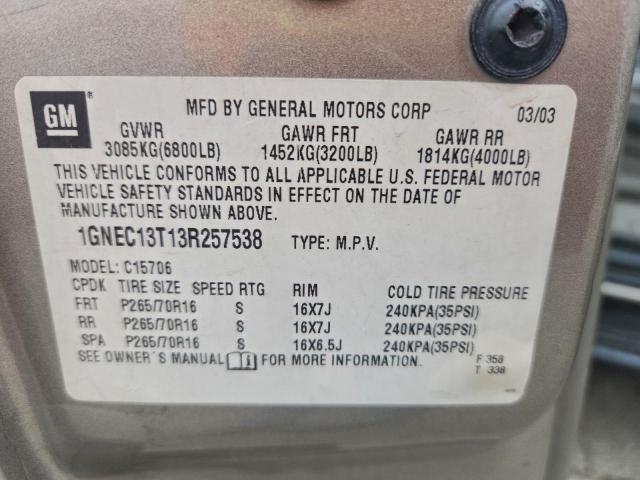 GM ®
MFD BY GENERAL MOTORS CORP 03/03
GVWR GAWR FRT GAWR RR
3085KG(6800LB) 1452KG(3200LB) 1814KG(4000LB)
THIS VEHICLE CONFORMS TO ALL APPLICABLE U.S. FEDERAL MOTOR
VEHICLE SAFETY STANDARDS IN EFFECT ON THE DATE OF
MANUFACTURE SHOWN ABOVE.
1GNEC13T13R257538 TYPE: M.P.V.
MODEL: C15706
CPDK TIRE SIZE SPEED RTG RIM COLD TIRE PRESSURE
FRT P265/70R16 S 16X7J 240KPA(35PSI)
RR P265/70R16 S 16X7J 240KPA(35PSI)
SPA P265/70R16 S 16X6.5J 240KPA(35PSI)
SEE OWNER'S MANUAL FOR MORE INFORMATION. F 358
T 338